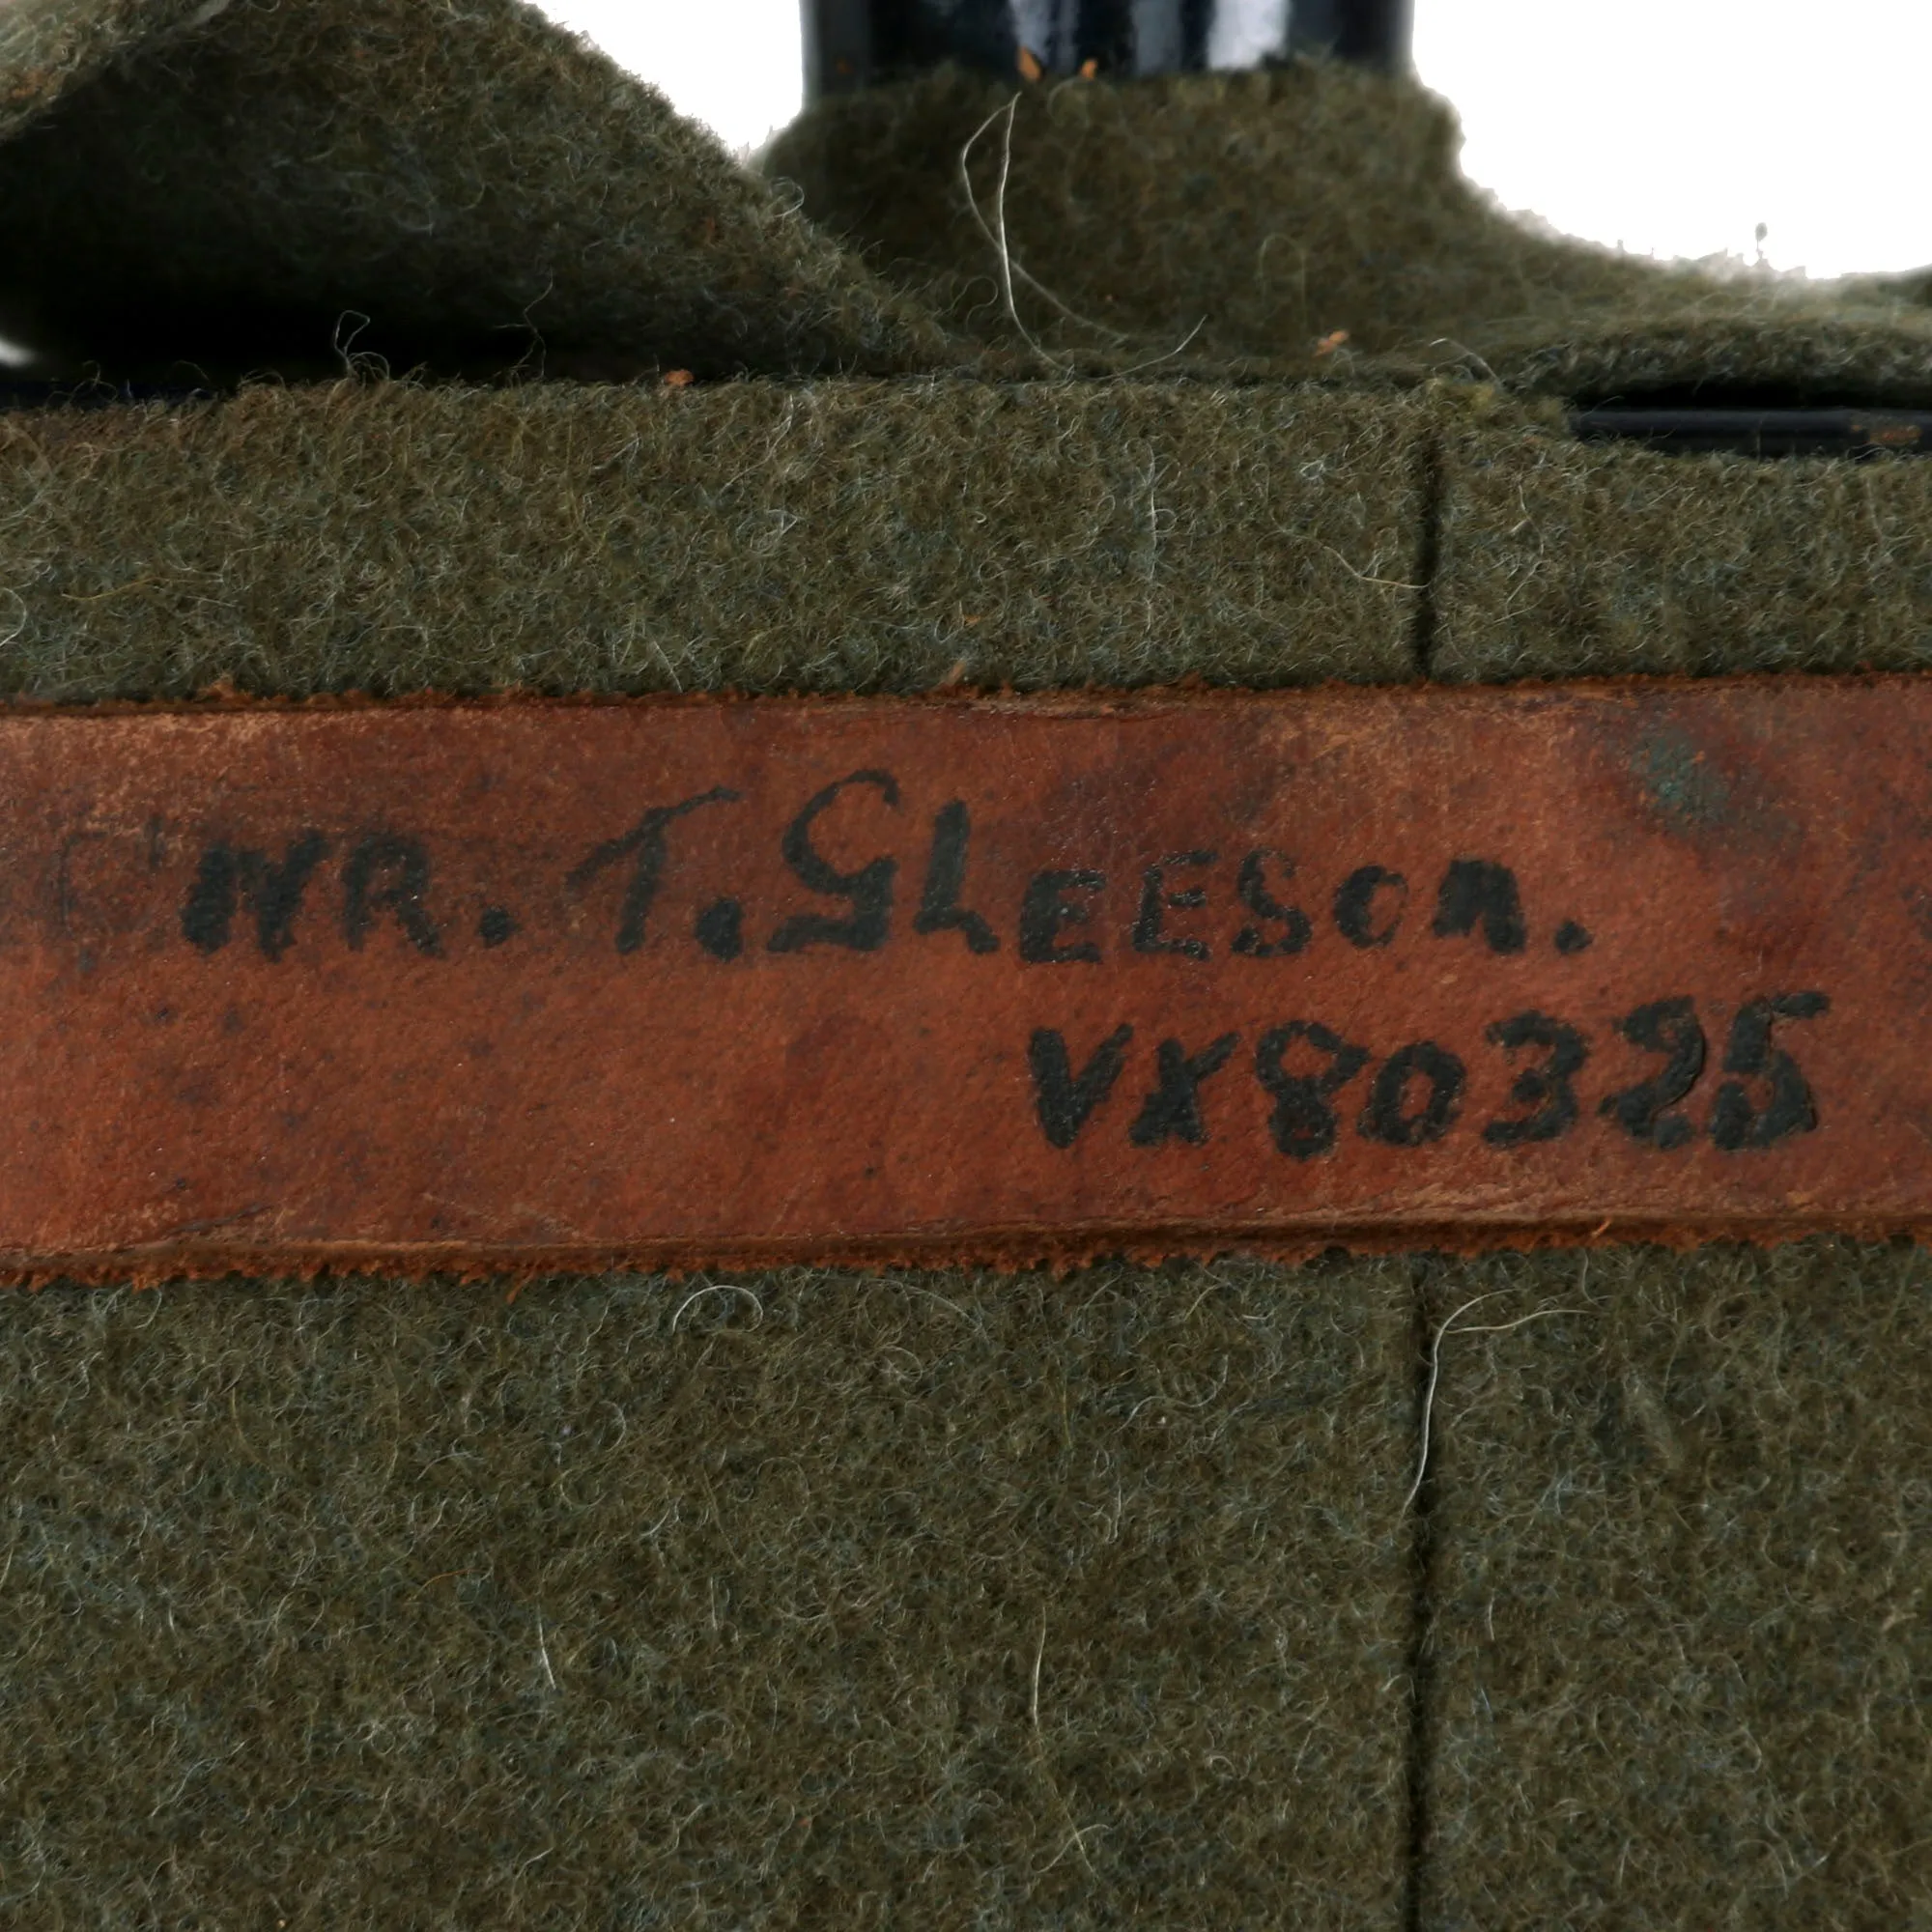 NR. T. GLEESON.
VX80325